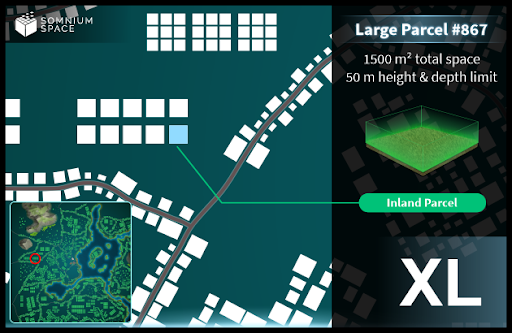 SOMNIUM
SPACE
Large Parcel #867
1500 m² total space
50 m height & depth limit
Inland Parcel
XL